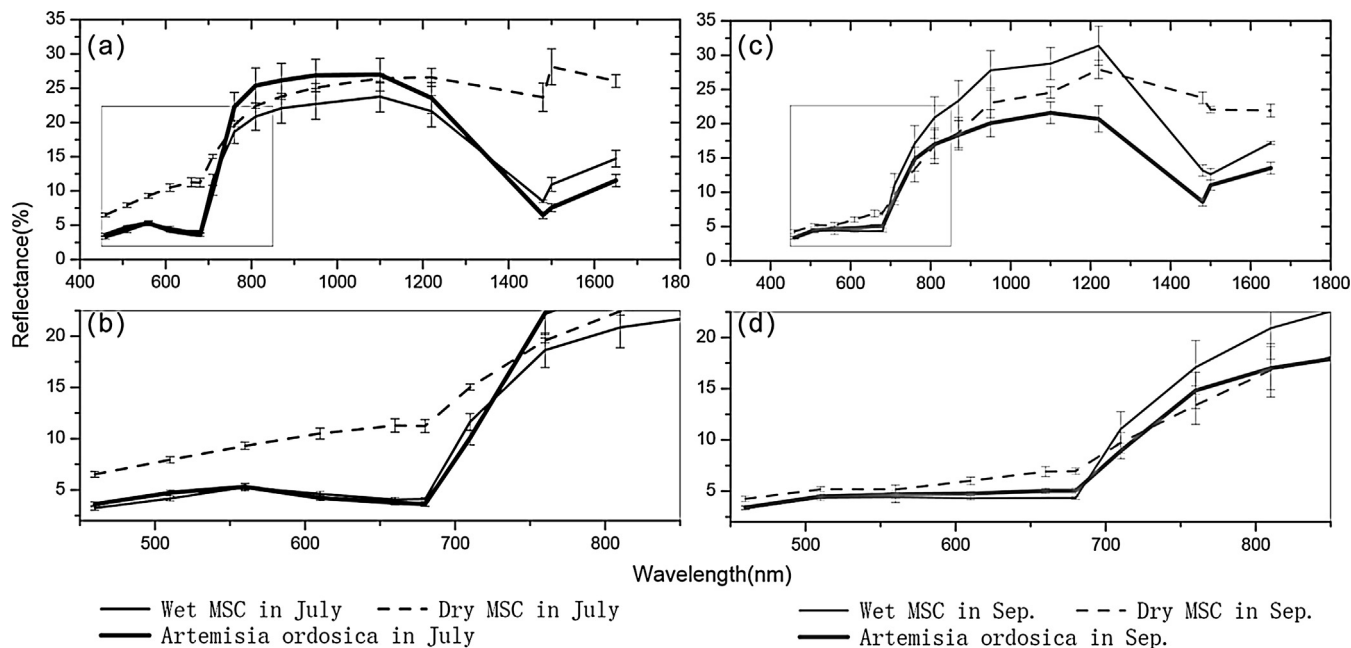 (a)
35
30
25
20
15
10
5
0
400 600 800 1000 1200 1400 1600 1800
(c)
35
30
25
20
15
10
5
0
400 600 800 1000 1200 1400 1600 1800
Reflectance(%)
(b)
20
15
10
5
500 600 700 800
(d)
20
15
10
5
500 600 700 800
Wavelength(nm)
Wet MSC in July Dry MSC in July
Artemisia ordosica in July
Wet MSC in Sep. Dry MSC in Sep.
Artemisia ordosica in Sep.